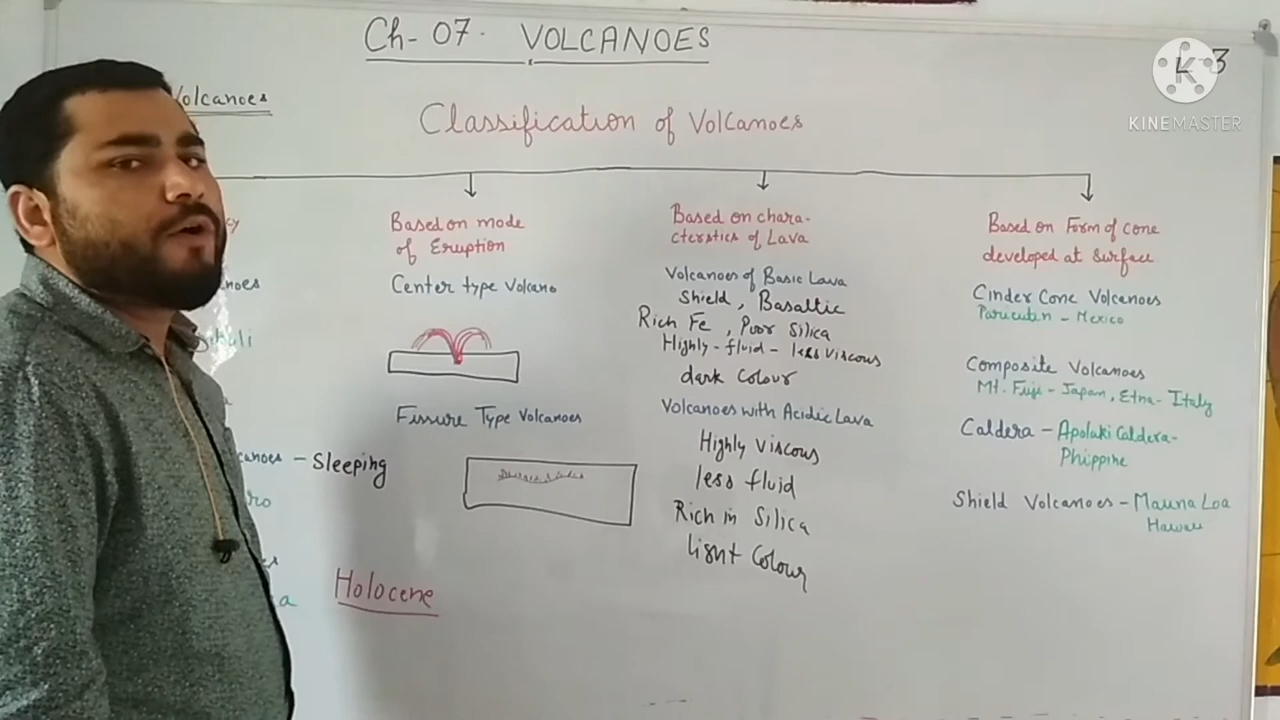 Ch-07. VOLCANOES
L-3
K
KINEMASTER
Volcanoes
Classification of Volcanoes
Based on mode
of Eruption
Center type Volcano
Fissure Type Volcanoes
canoes - Sleeping
Holocene
Based on chara-
cterstics of Lava
Volcanoes of Basic Lava
Shield, Basaltic
Rich Fe, Poor Silica
Highly-fluid-less Viscous
dark Colour
Volcanoes with Acidic Lava
Highly Viscous
less fluid
Rich in Silica
light Colour
Based on Form of cone
developed at Surface
Cinder Cone Volcanoes
Paricutin - Mexico
Composite Volcanoes
Mt. Fuji - Japan, Etna - Italy
Caldera - Apolaki Caldera-
Phippine
Shield Volcanoes - Mauna Loa
Hawaii